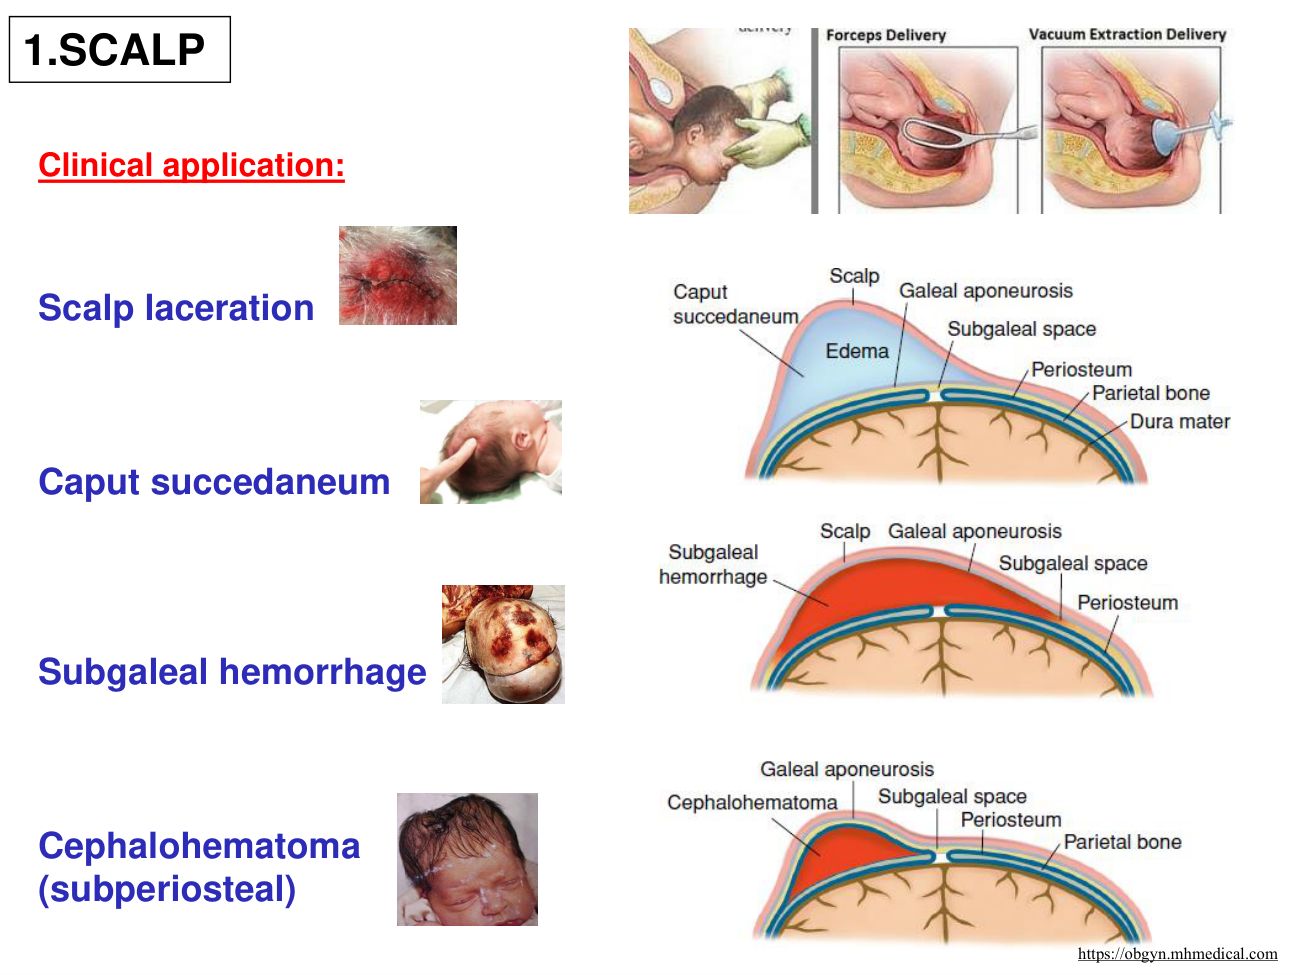 1.SCALP
Clinical application:
Scalp laceration
Caput succedaneum
Subgaleal hemorrhage
Cephalohematoma
(subperiosteal)
delivery
Forceps Delivery
Vacuum Extraction Delivery
Scalp
Caput
succedaneum
Galeal aponeurosis
Subgaleal space
Edema
Periosteum
Parietal bone
Dura mater
Scalp
Galeal aponeurosis
Subgaleal
hemorrhage
Subgaleal space
Periosteum
Galeal aponeurosis
Cephalohematoma
Subgaleal space
Periosteum
Parietal bone
https://obgyn.mhmedical.com